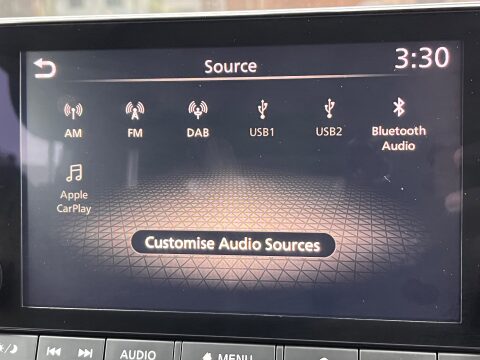 Source
3:30
AM
FM
DAB
USB1
USB2
Bluetooth
Audio
Apple
CarPlay
Customise Audio Sources
AUDIO
MENU